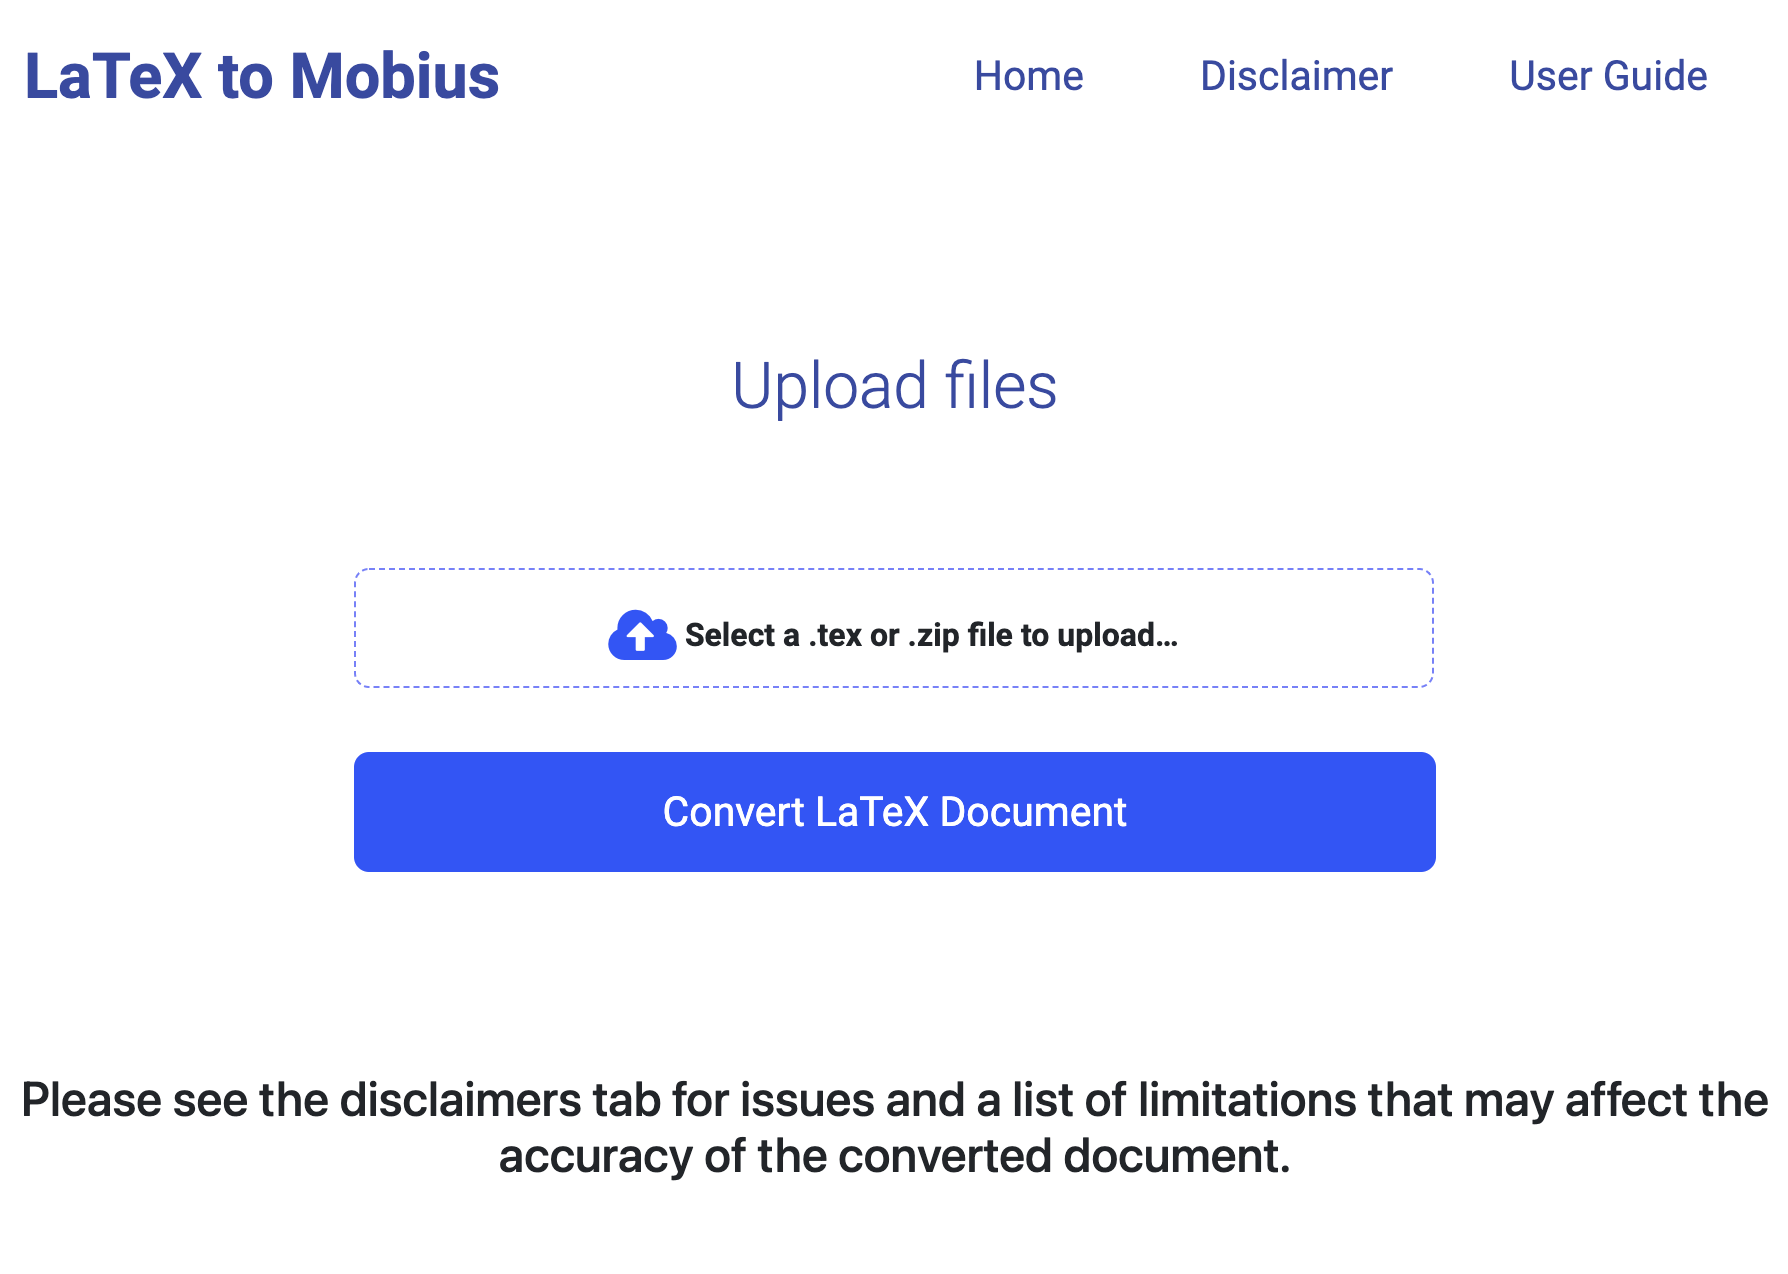 LaTeX to Mobius
Home
Disclaimer
User Guide
Upload files
Select a .tex or .zip file to upload...
Convert LaTeX Document
Please see the disclaimers tab for issues and a list of limitations that may affect the
accuracy of the converted document.